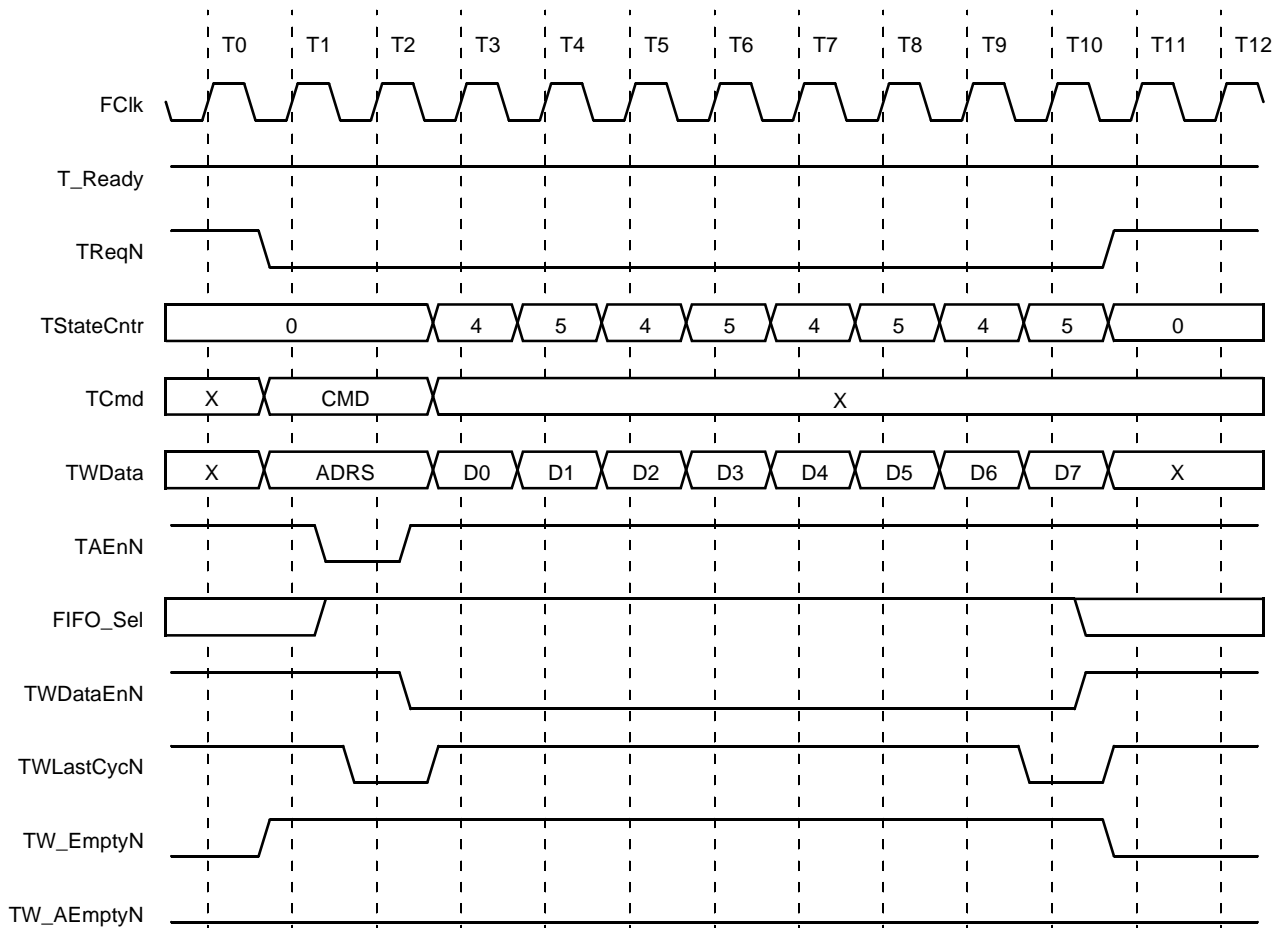 T0 T1 T2 T3 T4 T5 T6 T7 T8 T9 T10 T11 T12
FClk
T_Ready
TReqN
TStateCntr 0 4 5 4 5 4 5 4 5 0
TCmd X CMD X
TWData X ADRS D0 D1 D2 D3 D4 D5 D6 D7 X
TAEnN
FIFO_Sel
TWDataEnN
TWLastCycN
TW_EmptyN
TW_AEmptyN